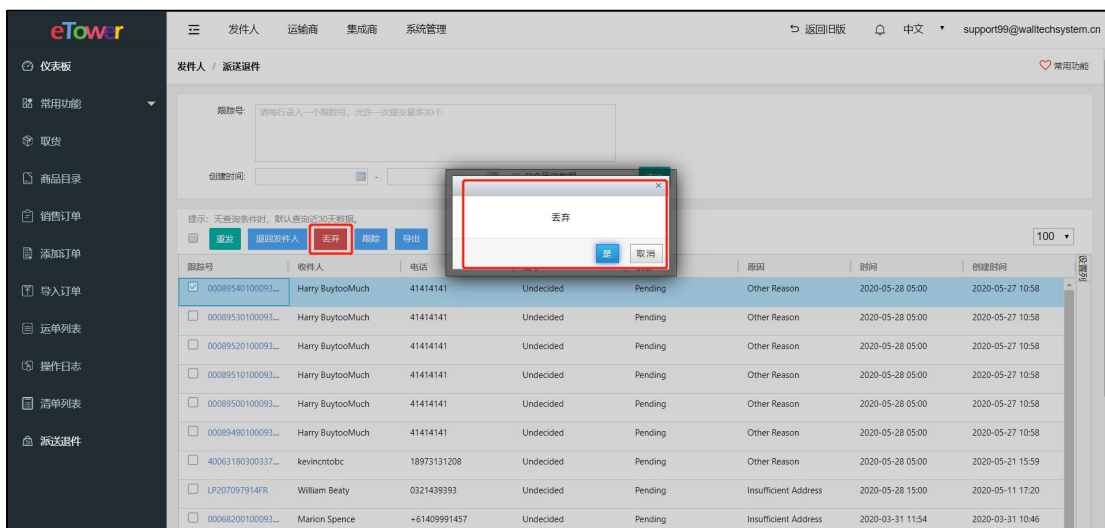 eTower
发件人 运输商 集成商 系统管理 返回旧版 中文 support99@walltechsystem.cn
仪表板
发件人 / 派送退件 常用功能
常用功能
取货
商品目录
销售订单
添加订单
导入订单
运单列表
操作日志
清单列表
派送退件
跟踪号: 请每行录入一个跟踪号，允许一次提交最多30个
创建时间: -
丢弃
是 取消
提示：无查询条件时，默认查询近30天数据。
重发 退回发件人 丢弃 跟踪 导出 100
跟踪号 收件人 电话 原因 时间 创建时间 设置列
00089540100093... Harry BuytooMuch 41414141 Undecided Pending Other Reason 2020-05-28 05:00 2020-05-27 10:58
00089530100093... Harry BuytooMuch 41414141 Undecided Pending Other Reason 2020-05-28 05:00 2020-05-27 10:58
00089520100093... Harry BuytooMuch 41414141 Undecided Pending Other Reason 2020-05-28 05:00 2020-05-27 10:58
00089510100093... Harry BuytooMuch 41414141 Undecided Pending Other Reason 2020-05-28 05:00 2020-05-27 10:58
00089500100093... Harry BuytooMuch 41414141 Undecided Pending Other Reason 2020-05-28 05:00 2020-05-27 10:58
00089490100093... Harry BuytooMuch 41414141 Undecided Pending Other Reason 2020-05-28 05:00 2020-05-27 10:58
40063180300337... kevincntobc 18973131208 Undecided Pending Other Reason 2020-05-28 05:00 2020-05-21 15:59
LP207097914FR William Beaty 0321439393 Undecided Pending Insufficient Address 2020-05-28 15:00 2020-05-11 17:20
00068200100093... Marion Spence +61409991457 Undecided Pending Insufficient Address 2020-03-31 11:54 2020-03-31 10:46